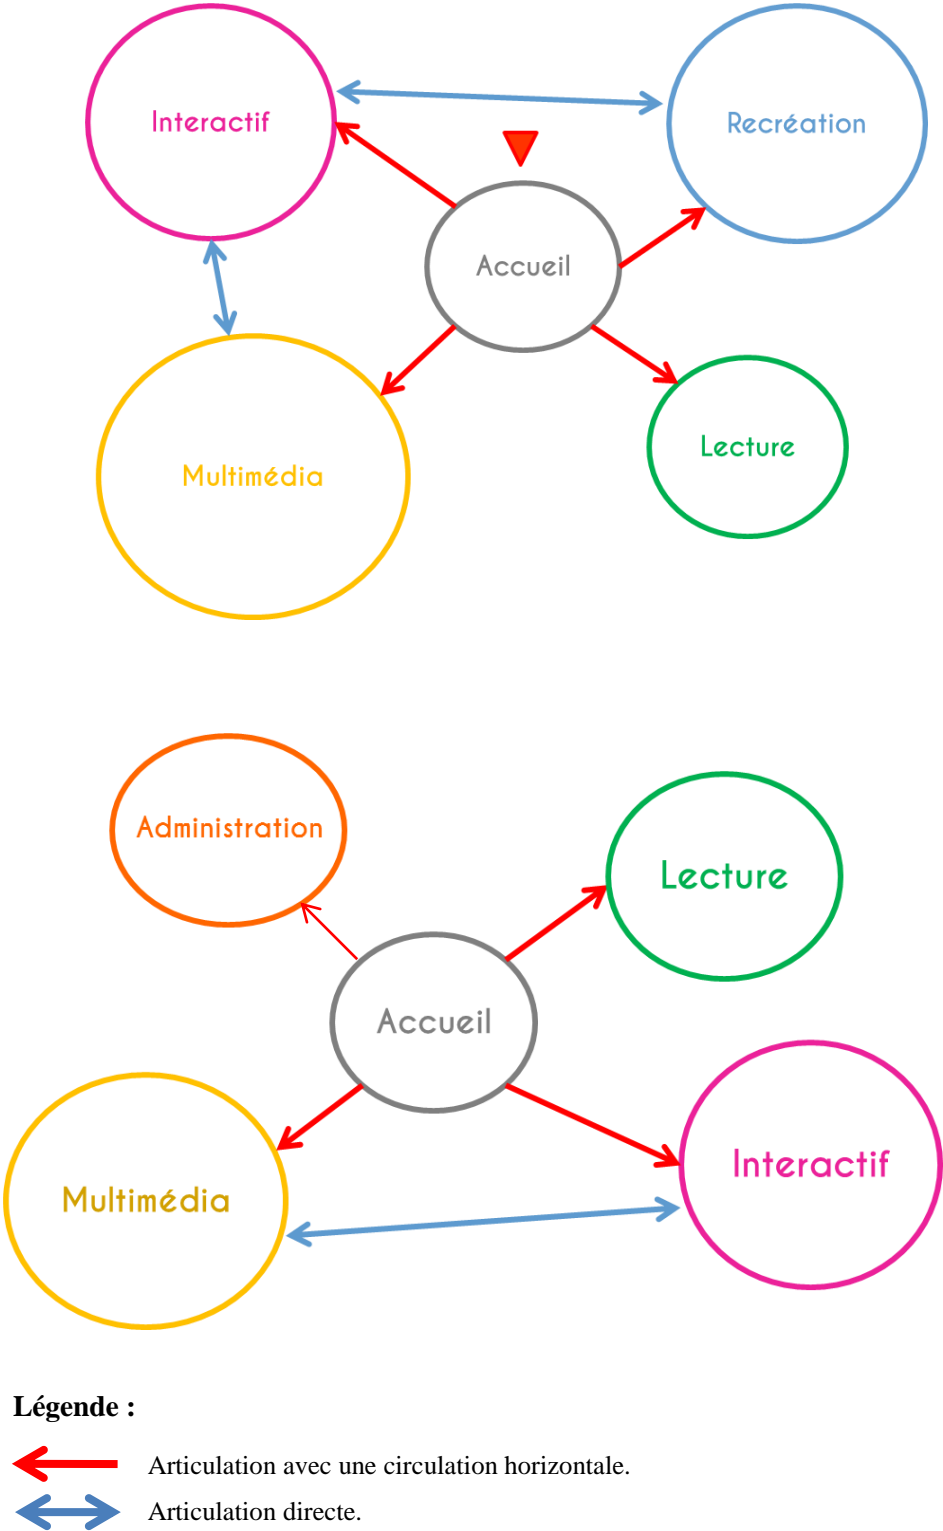 Interactif
Recréation
Accueil
Lecture
Multimédia
Administration
Lecture
Accueil
Interactif
Multimédia
Légende :
Articulation avec une circulation horizontale.
Articulation directe.